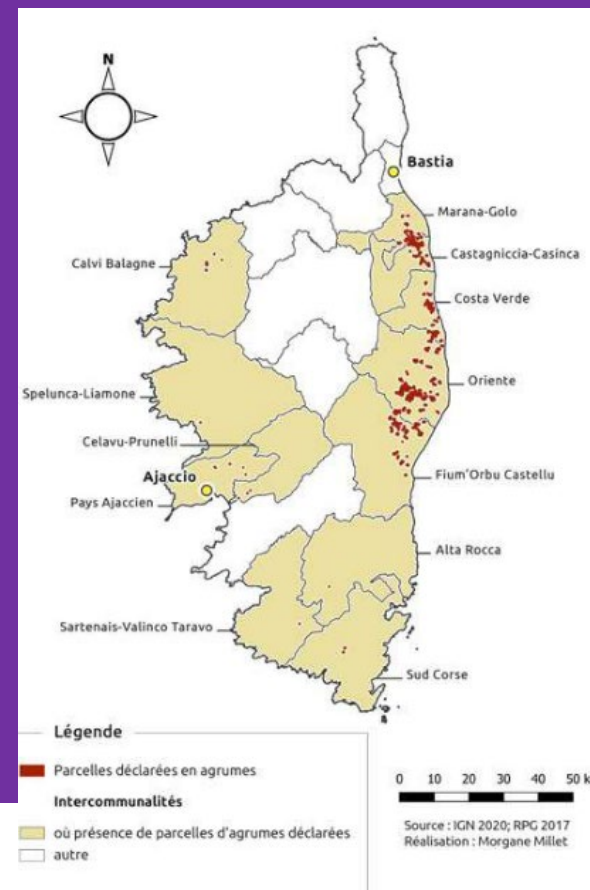 N
Bastia
Marana-Golo
Castagniccia-Casinca
Calvi Balagne
Costa Verde
Oriente
Spelunca-Liamone
Celavu-Prunelli
Ajaccio
Fium'Orbu Castellu
Pays Ajaccien
Alta Rocca
Sartenais-Valinco Taravo
Sud Corse
Légende
Parcelles déclarées en agrumes
Intercommunalités
où présence de parcelles d'agrumes déclarées
autre
0 10 20 30 40 50 k
Source : IGN 2020; RPG 2017
Réalisation : Morgane Millet